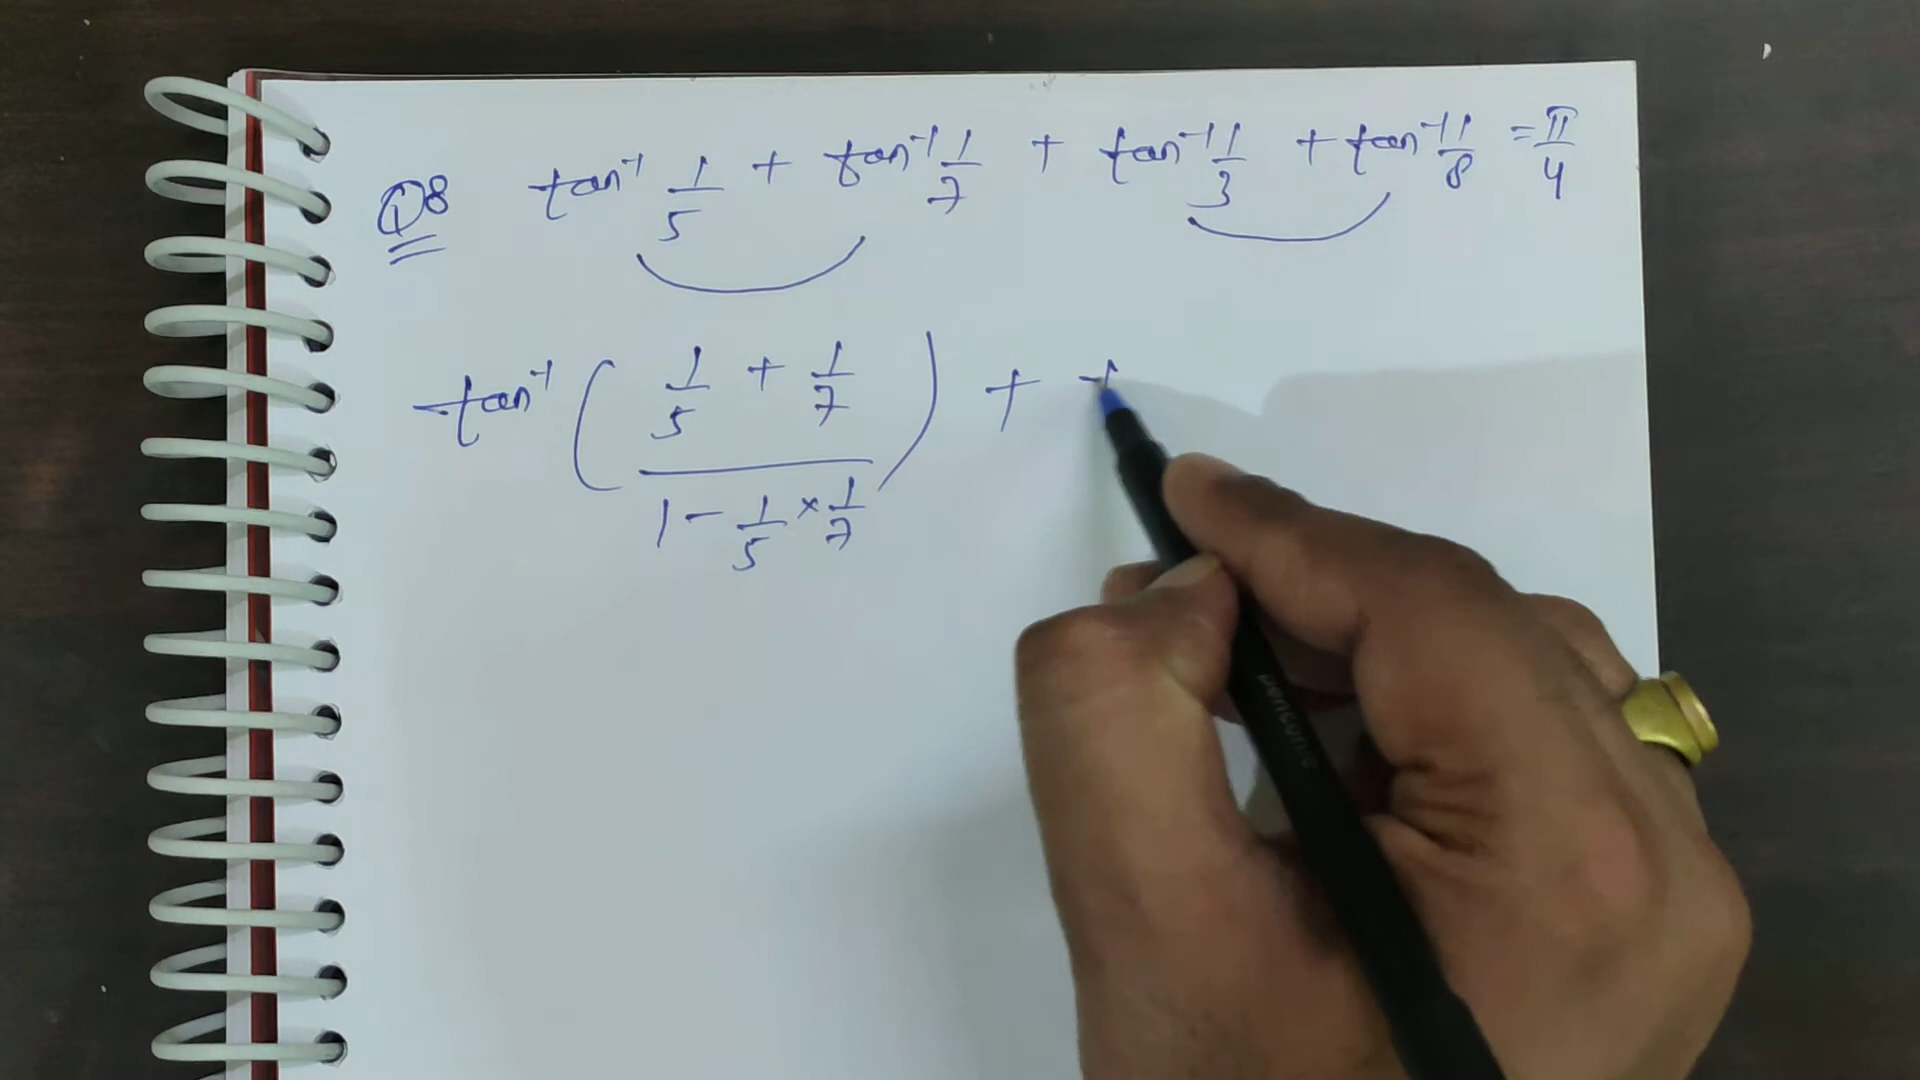 Q8 tan⁻¹ 1/5 + tan⁻¹ 1/7 + tan⁻¹ 1/3 + tan⁻¹ 1/8 = π/4
tan⁻¹ ( (1/5 + 1/7) / (1 - 1/5 × 1/7) ) + t
pentonic